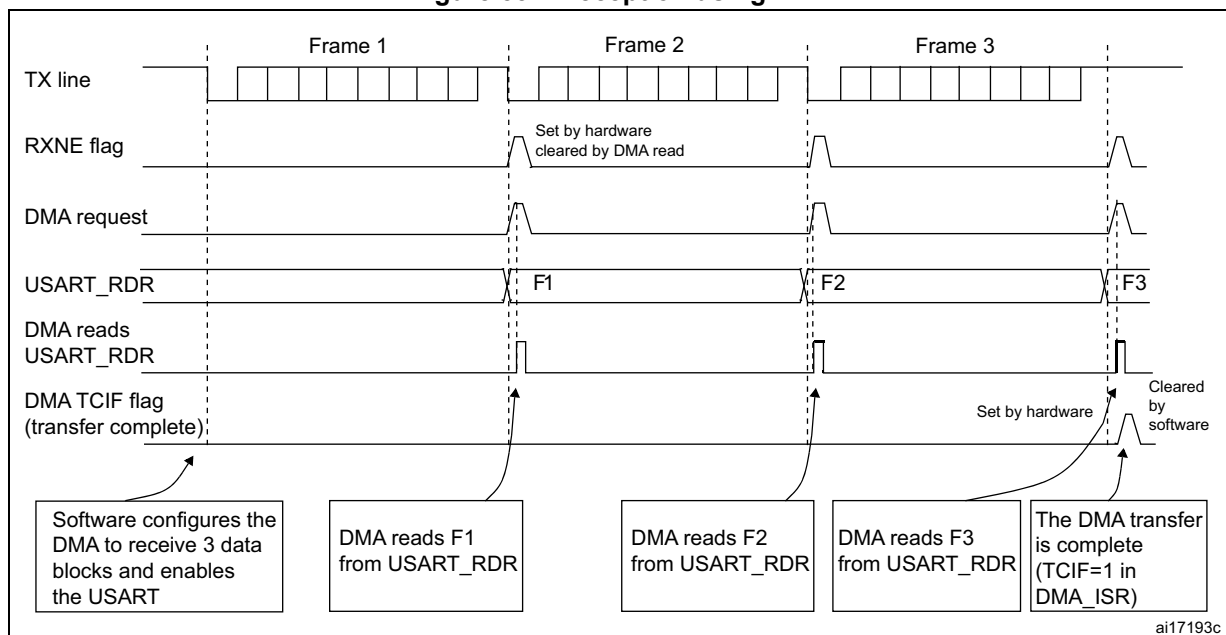 Frame 1
Frame 2
Frame 3
TX line
RXNE flag
Set by hardware
cleared by DMA read
DMA request
USART_RDR
F1
F2
F3
DMA reads
USART_RDR
DMA TCIF flag
(transfer complete)
Set by hardware
Cleared
by
software
Software configures the
DMA to receive 3 data
blocks and enables
the USART
DMA reads F1
from USART_RDR
DMA reads F2
from USART_RDR
DMA reads F3
from USART_RDR
The DMA transfer
is complete
(TCIF=1 in
DMA_ISR)
ai17193c